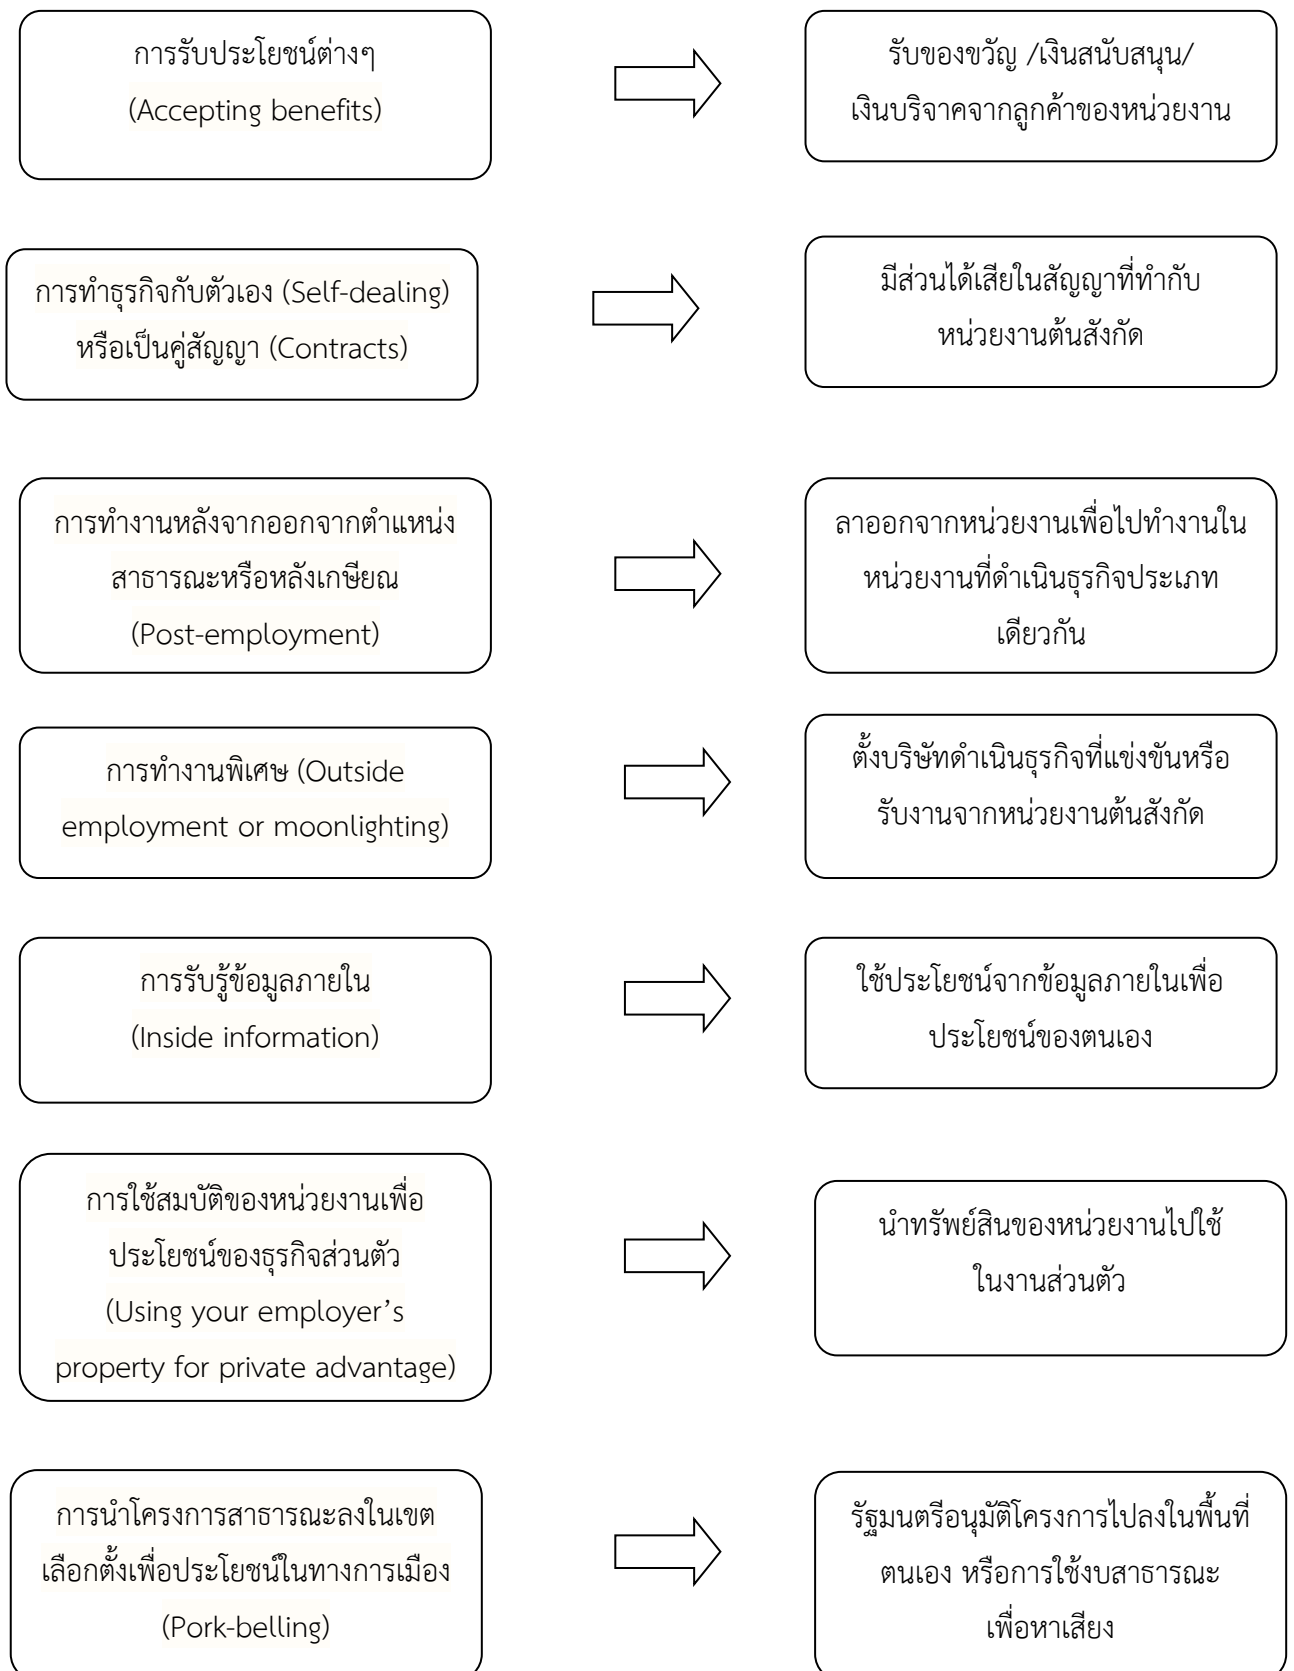 การรับประโยชน์ต่างๆ
(Accepting benefits)
รับของขวัญ /เงินสนับสนุน/
เงินบริจาคจากลูกค้าของหน่วยงาน
การทำธุรกิจกับตัวเอง (Self-dealing)
หรือเป็นคู่สัญญา (Contracts)
มีส่วนได้เสียในสัญญาที่ทำกับ
หน่วยงานต้นสังกัด
การทำงานหลังจากออกจากตำแหน่ง
สาธารณะหรือหลังเกษียณ
(Post-employment)
ลาออกจากหน่วยงานเพื่อไปทำงานใน
หน่วยงานที่ดำเนินธุรกิจประเภท
เดียวกัน
การทำงานพิเศษ (Outside
employment or moonlighting)
ตั้งบริษัทดำเนินธุรกิจที่แข่งขันหรือ
รับงานจากหน่วยงานต้นสังกัด
การรับรู้ข้อมูลภายใน
(Inside information)
ใช้ประโยชน์จากข้อมูลภายในเพื่อ
ประโยชน์ของตนเอง
การใช้สมบัติของหน่วยงานเพื่อ
ประโยชน์ของธุรกิจส่วนตัว
(Using your employer’s
property for private advantage)
นำทรัพย์สินของหน่วยงานไปใช้
ในงานส่วนตัว
การนำโครงการสาธารณะลงในเขต
เลือกตั้งเพื่อประโยชน์ในทางการเมือง
(Pork-belling)
รัฐมนตรีอนุมัติโครงการไปลงในพื้นที่
ตนเอง หรือการใช้งบสาธารณะ
เพื่อหาเสียง